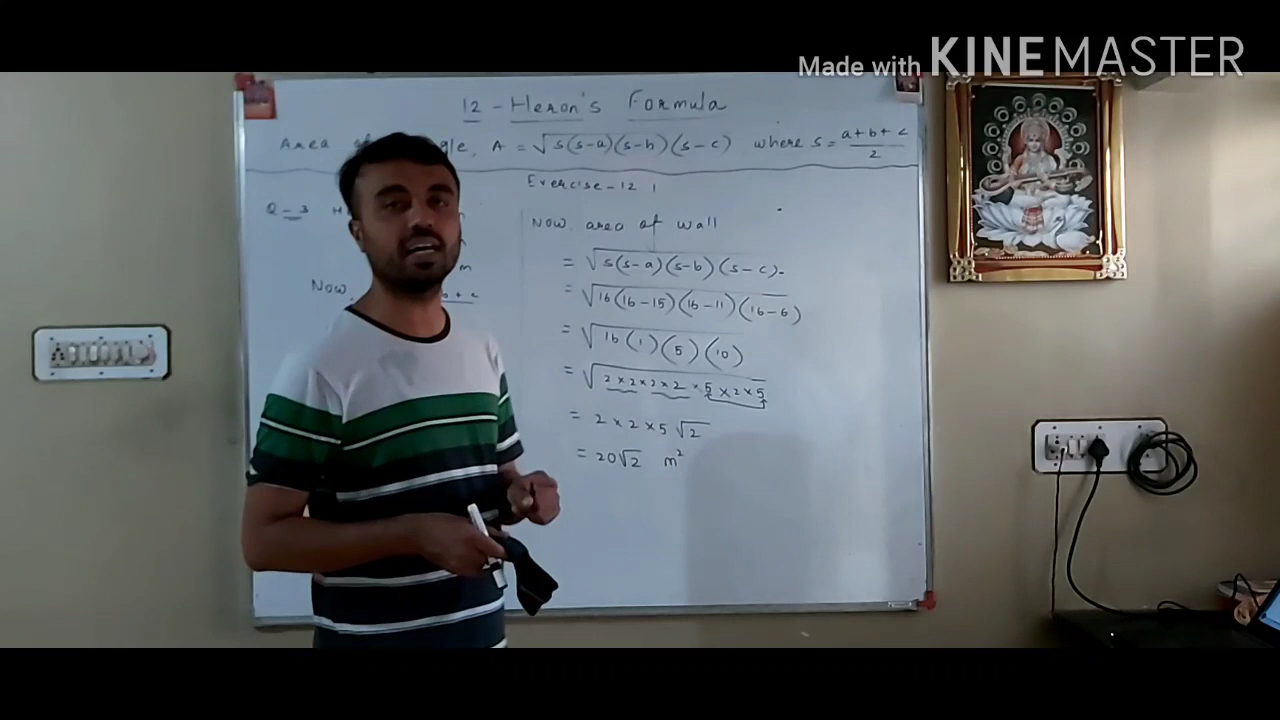 Made with KINEMASTER
12 - Heron's Formula
Area gle, A = √s(s-a)(s-b)(s-c) where s = a+b+c/2
Exercise-12.1
Q-3
Now. area of wall
= √s(s-a)(s-b)(s-c).
m
Now,
b+c
= √16(16-15)(16-11)(16-6)
= √16(1)(5)(10)
= √2×2×2×2×5×2×5
= 2×2×5√2
= 20√2 m²